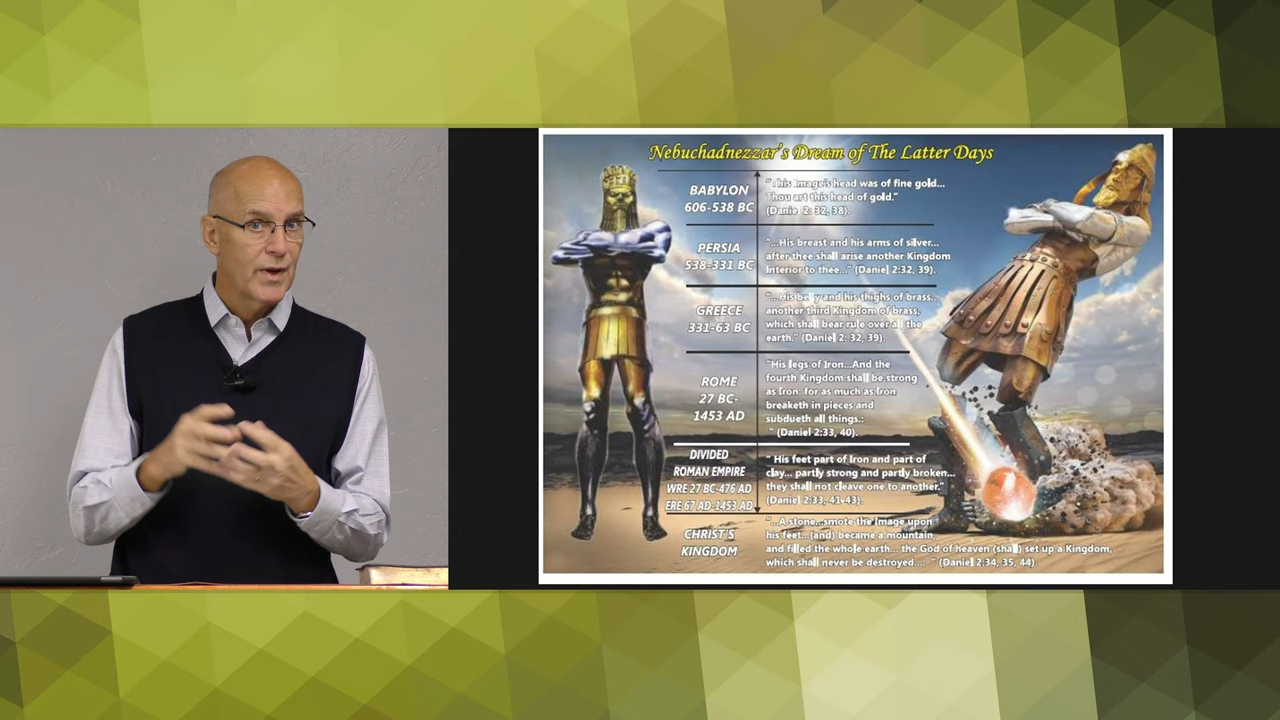 Nebuchadnezzar's Dream of The Latter Days
BABYLON
606-538 BC
"This Image's head was of fine gold...
Thou art this head of gold."
(Danie 2: 32, 38).
PERSIA
538-331 BC
"...His breast and his arms of silver...
after thee shall arise another Kingdom
Interior to thee..." (Daniel 2:32, 39).
GREECE
331-63 BC
"...His be y and his thighs of brass...
another third Kingdom of brass,
which shall bear rule over all the
earth." (Daniel 2: 32, 39).
ROME
27 BC-
1453 AD
"His legs of Iron...And the
fourth Kingdom shall be strong
as Iron. for as much as Iron
breaketh in pieces and
subdueth all things.:
" (Daniel 2:33, 40).
DIVIDED
ROMAN EMPIRE
WRE 27 BC-476 AD
ERE 67 AD-1453 AD
" His feet part of Iron and part of
clay... partly strong and partly broken...
they shall not cleave one to another."
(Daniel 2:33, 41-43).
CHRIST'S
KINGDOM
"...A stone...smote the Image upon
his feet...(and) became a mountain,
and filled the whole earth... the God of heaven (shall) set up a Kingdom,
which shall never be destroyed...: " (Daniel 2:34, 35, 44).